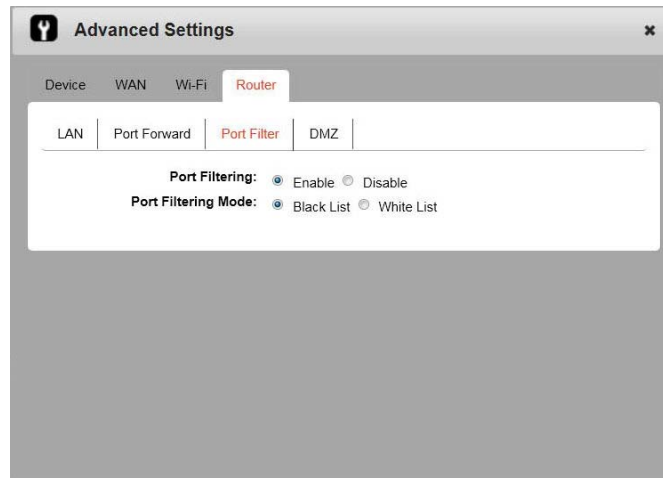 Advanced Settings
Device WAN Wi-Fi Router
LAN Port Forward Port Filter DMZ
Port Filtering: Enable Disable
Port Filtering Mode: Black List White List